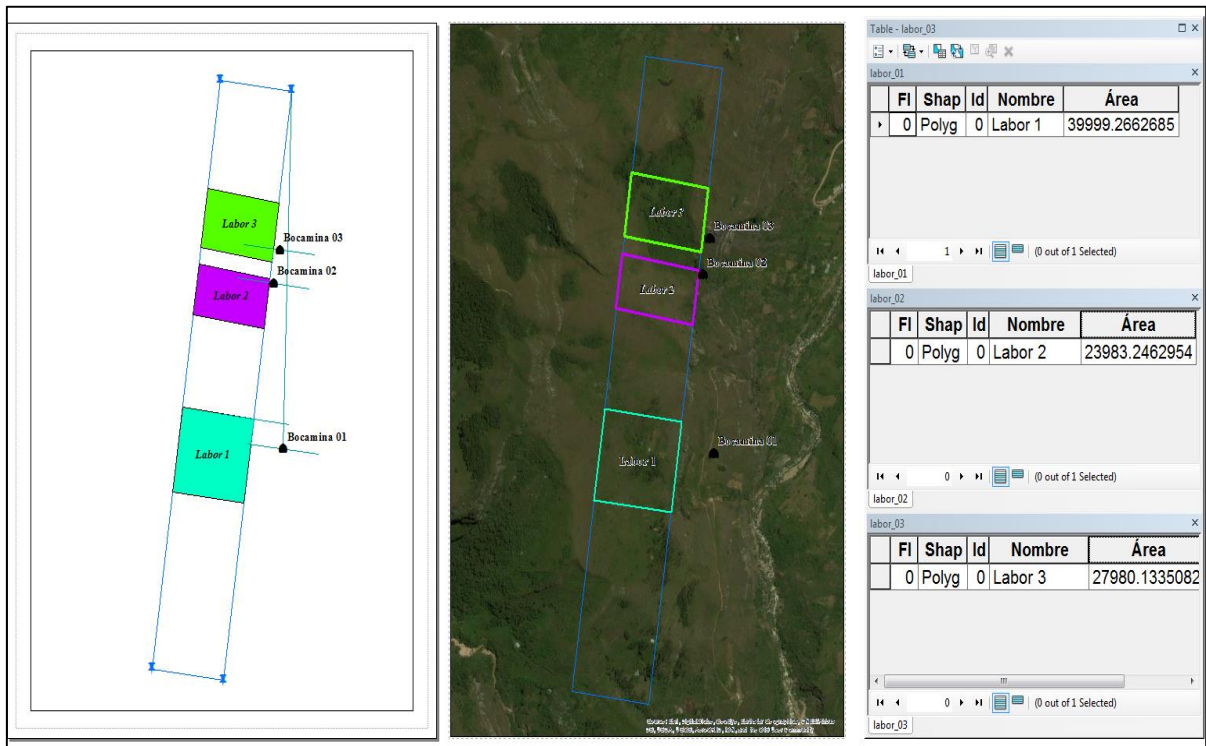 Labor 3
Bocamina 03
Bocamina 02
Labor 2
Bocamina 01
Labor 1
Labor ?
Bocamina 03
Bocamina 02
Labor 2
Bocamina 01
Labor 1
Table - labor_03
labor_01
FI Shap Id Nombre Área
0 Polyg 0 Labor 1 39999.2662685
1 (0 out of 1 Selected)
labor_01
labor_02
FI Shap Id Nombre Área
0 Polyg 0 Labor 2 23983.2462954
0 (0 out of 1 Selected)
labor_02
labor_03
FI Shap Id Nombre Área
0 Polyg 0 Labor 3 27980.1335082
0 (0 out of 1 Selected)
labor_03